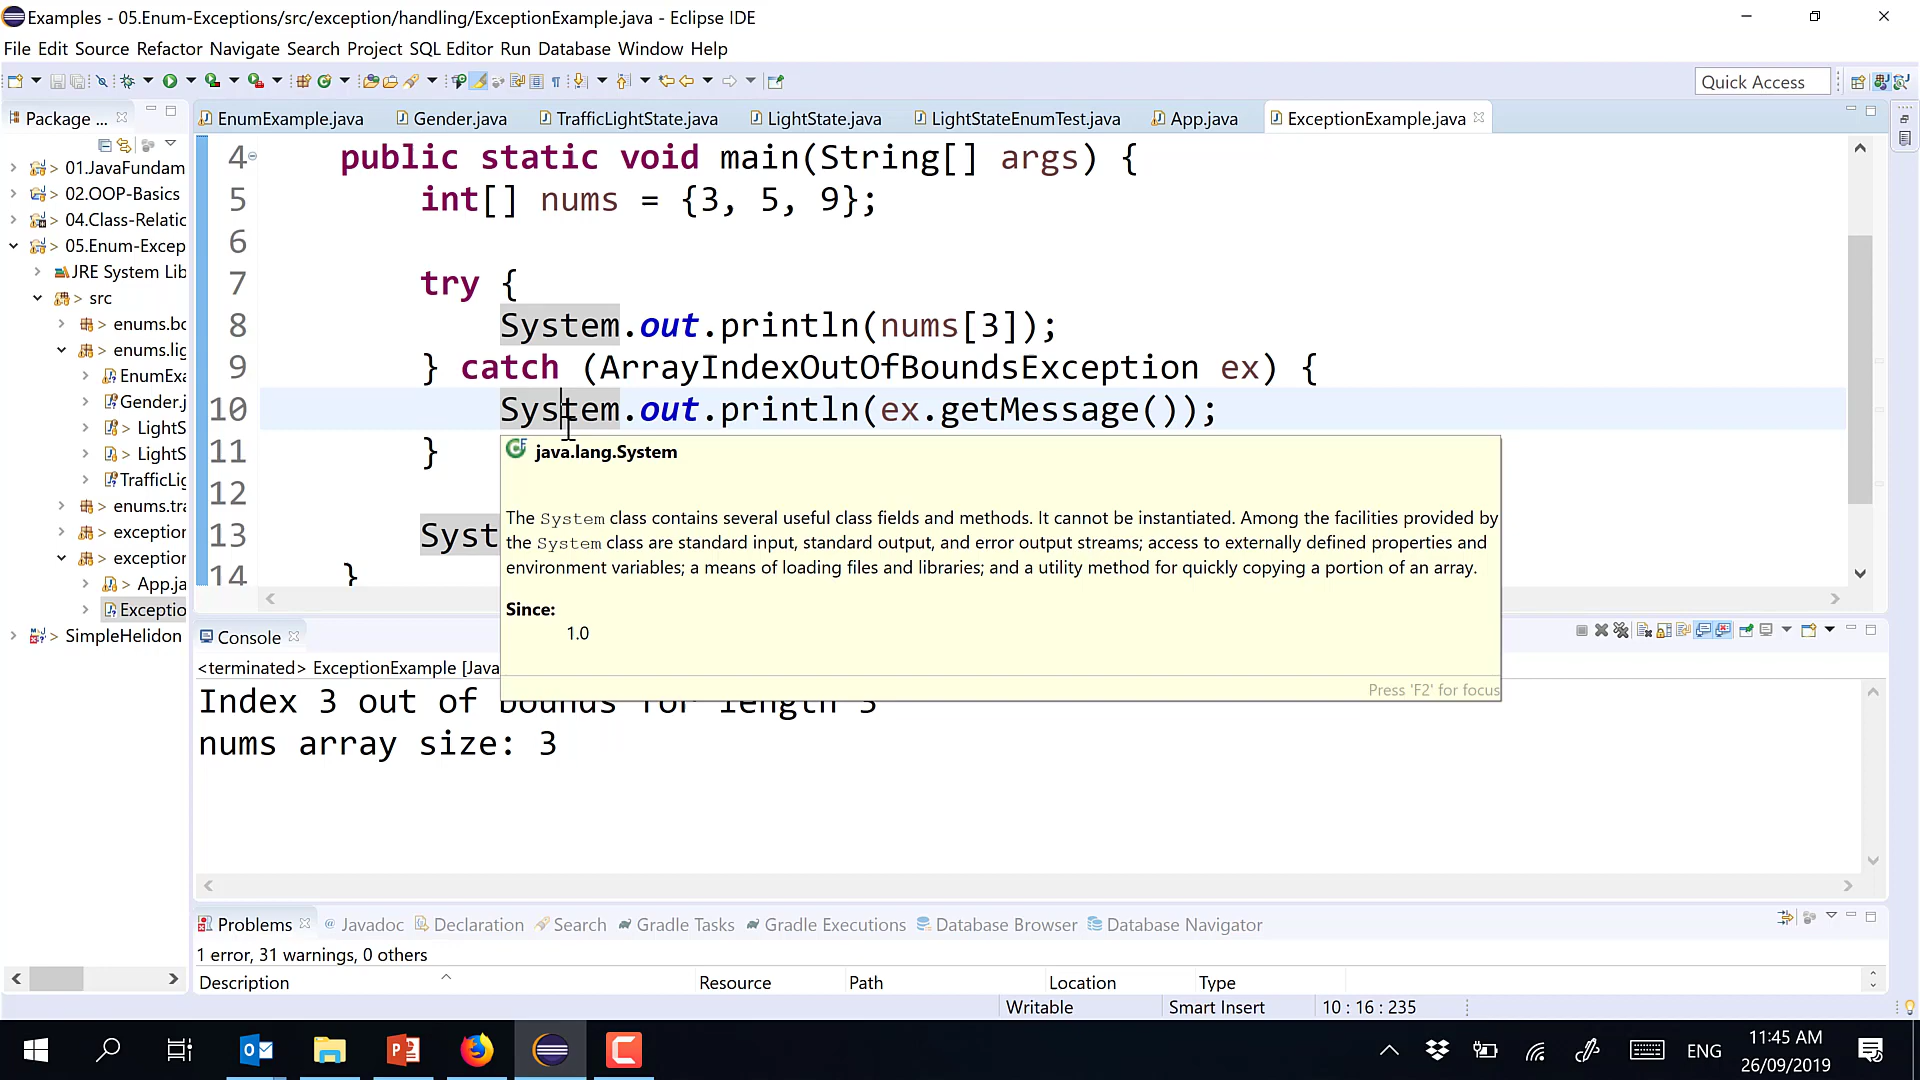 Examples - 05.Enum-Exceptions/src/exception/handling/ExceptionExample.java - Eclipse IDE
File Edit Source Refactor Navigate Search Project SQL Editor Run Database Window Help
Quick Access
Package ...
EnumExample.java
Gender.java
TrafficLightState.java
LightState.java
LightStateEnumTest.java
App.java
ExceptionExample.java
> 01.JavaFundam
> 02.OOP-Basics
> 04.Class-Relatic
> 05.Enum-Excep
JRE System Lib
> src
> enums.bc
> enums.lig
EnumExa
Gender.j
> LightS
> LightS
TrafficLig
> enums.tra
> exception
> exception
> App.ja
Exceptio
> SimpleHelidon
4 public static void main(String[] args) {
5 int[] nums = {3, 5, 9};
6
7 try {
8 System.out.println(nums[3]);
9 } catch (ArrayIndexOutOfBoundsException ex) {
10 System.out.println(ex.getMessage());
11 }
12
13 Syst
14 }
java.lang.System
The System class contains several useful class fields and methods. It cannot be instantiated. Among the facilities provided by
the System class are standard input, standard output, and error output streams; access to externally defined properties and
environment variables; a means of loading files and libraries; and a utility method for quickly copying a portion of an array.
Since:
1.0
Press 'F2' for focus
Console
<terminated> ExceptionExample [Java
Index 3 out of bounds for length 3
nums array size: 3
Problems
@ Javadoc
Declaration
Search
Gradle Tasks
Gradle Executions
Database Browser
Database Navigator
1 error, 31 warnings, 0 others
Description
Resource
Path
Location
Type
Writable
Smart Insert
10 : 16 : 235
ENG
11:45 AM
26/09/2019